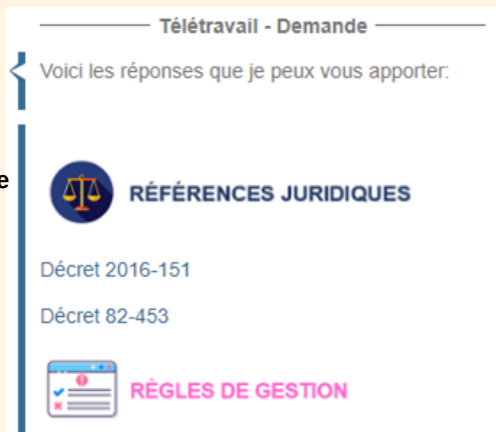 Télétravail - Demande
Voici les réponses que je peux vous apporter:
e
RÉFÉRENCES JURIDIQUES
Décret 2016-151
Décret 82-453
RÈGLES DE GESTION